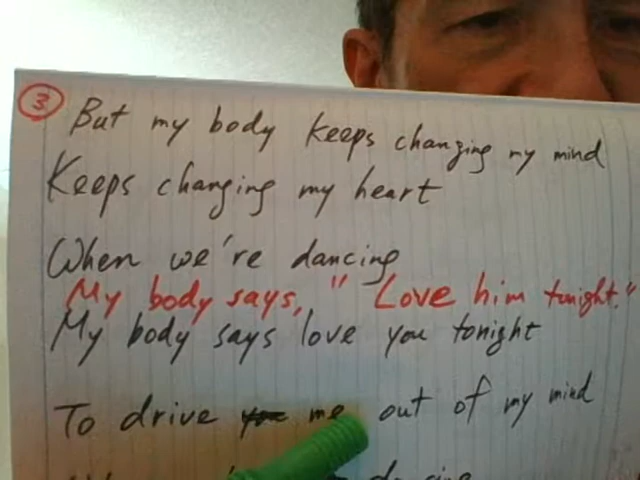 3 But my body keeps changing my mind
Keeps changing my heart
When we're dancing
My body says, " Love him tonight."
My body says love you tonight
To drive you me out of my mind